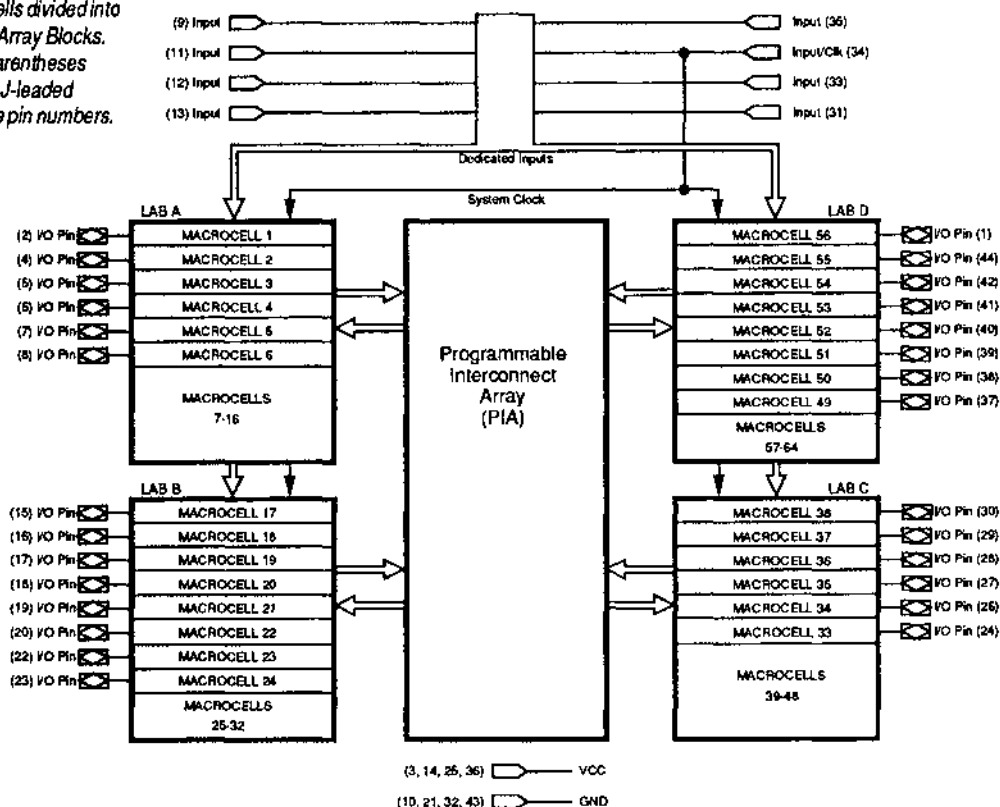 ells divided into
Array Blocks.
arentheses
J-leaded
pin numbers.
(9) Input
(11) Input
(12) Input
(13) Input
Input (35)
Input/Clk (34)
Input (33)
Input (31)
Dedicated Inputs
System Clock
LAB A
(2) I/O Pin MACROCELL 1
(4) I/O Pin MACROCELL 2
(5) I/O Pin MACROCELL 3
(6) I/O Pin MACROCELL 4
(7) I/O Pin MACROCELL 5
(8) I/O Pin MACROCELL 6
MACROCELLS
7-16
LAB B
(15) I/O Pin MACROCELL 17
(16) I/O Pin MACROCELL 18
(17) I/O Pin MACROCELL 19
(18) I/O Pin MACROCELL 20
(19) I/O Pin MACROCELL 21
(20) I/O Pin MACROCELL 22
(22) I/O Pin MACROCELL 23
(23) I/O Pin MACROCELL 24
MACROCELLS
25-32
Programmable
Interconnect
Array
(PIA)
LAB D
MACROCELL 56 I/O Pin (1)
MACROCELL 55 I/O Pin (44)
MACROCELL 54 I/O Pin (42)
MACROCELL 53 I/O Pin (41)
MACROCELL 52 I/O Pin (40)
MACROCELL 51 I/O Pin (39)
MACROCELL 50 I/O Pin (38)
MACROCELL 49 I/O Pin (37)
MACROCELLS
57-64
LAB C
MACROCELL 38 I/O Pin (30)
MACROCELL 37 I/O Pin (29)
MACROCELL 36 I/O Pin (28)
MACROCELL 35 I/O Pin (27)
MACROCELL 34 I/O Pin (26)
MACROCELL 33 I/O Pin (24)
MACROCELLS
39-48
(3, 14, 25, 36) VCC
(10, 21, 32, 43) GND